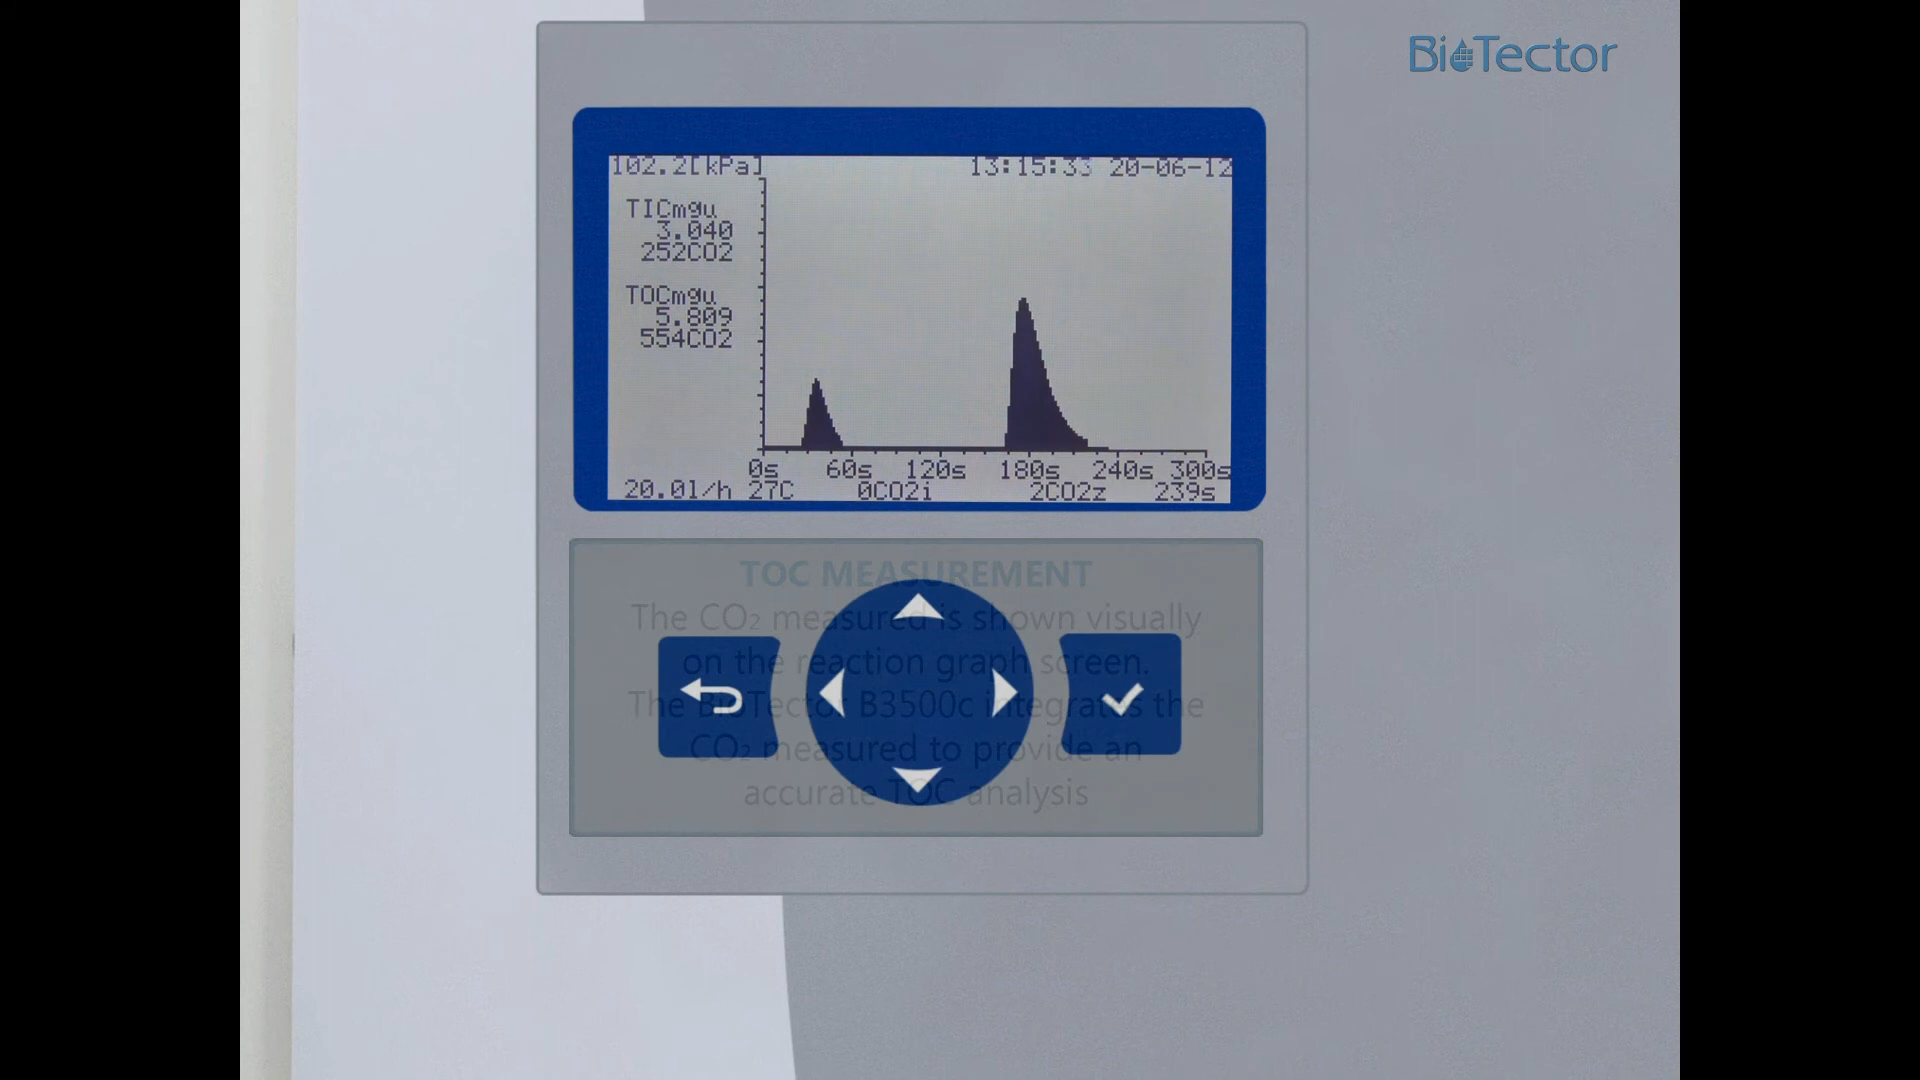 BioTector
102.2[kPa] 13:15:33 20-06-12
TICmgu
3.040
252CO2
TOCmgu
5.809
554CO2
0s 60s 120s 180s 240s 300s
20.0l/h 27C 0CO2i 2CO2z 239s
TOC MEASUREMENT
The CO₂ measured is shown visually
on the reaction graph screen.
The BioTector B3500c integrates the
CO₂ measured to provide an
accurate TOC analysis